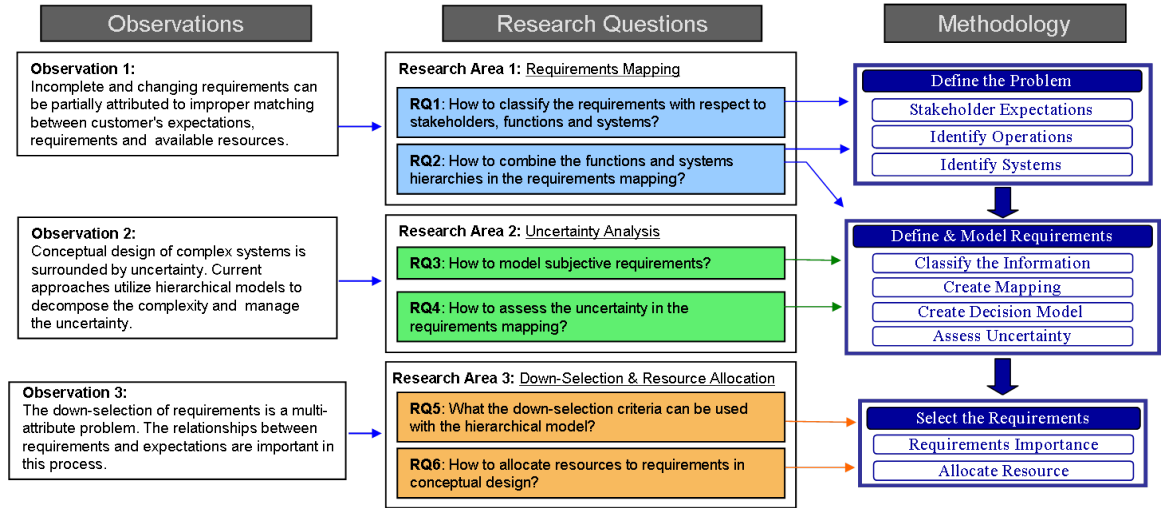 Observations
Research Questions
Methodology
Observation 1:
Incomplete and changing requirements can
be partially attributed to improper matching
between customer's expectations,
requirements and available resources.
Research Area 1: Requirements Mapping
RQ1: How to classify the requirements with respect to
stakeholders, functions and systems?
RQ2: How to combine the functions and systems
hierarchies in the requirements mapping?
Define the Problem
Stakeholder Expectations
Identify Operations
Identify Systems
Observation 2:
Conceptual design of complex systems is
surrounded by uncertainty. Current
approaches utilize hierarchical models to
decompose the complexity and manage
the uncertainty.
Research Area 2: Uncertainty Analysis
RQ3: How to model subjective requirements?
RQ4: How to assess the uncertainty in the
requirements mapping?
Define & Model Requirements
Classify the Information
Create Mapping
Create Decision Model
Assess Uncertainty
Observation 3:
The down-selection of requirements is a multi-
attribute problem. The relationships between
requirements and expectations are important in
this process.
Research Area 3: Down-Selection & Resource Allocation
RQ5: What the down-selection criteria can be used
with the hierarchical model?
RQ6: How to allocate resources to requirements in
conceptual design?
Select the Requirements
Requirements Importance
Allocate Resource